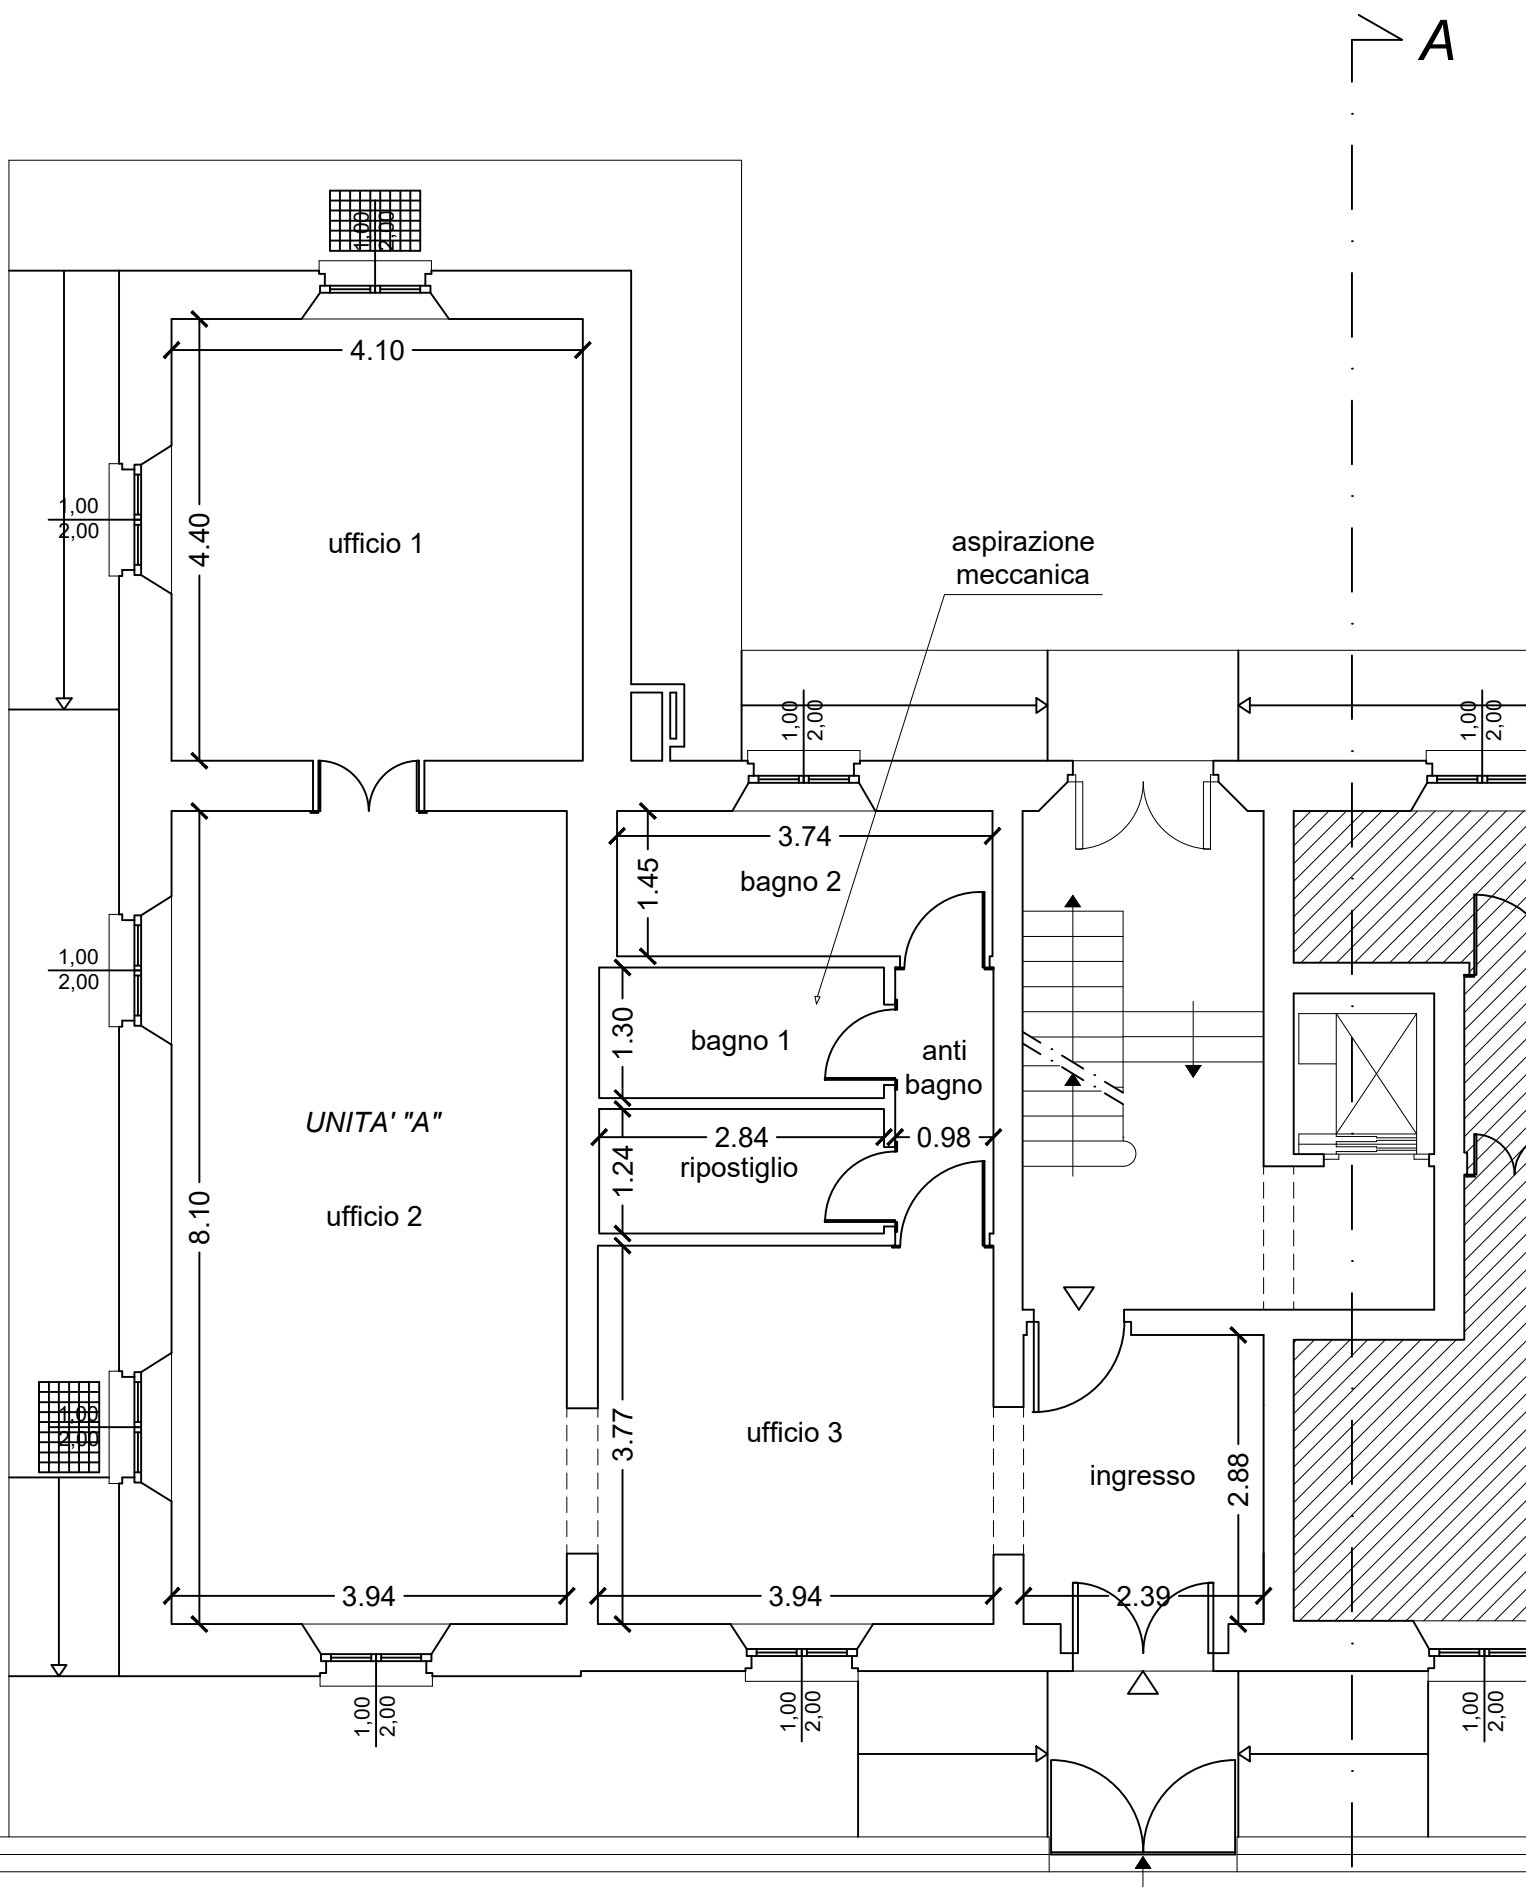 A
1,00
2,00
4.10
1,00
2,00
4.40
ufficio 1
aspirazione
meccanica
1,00
2,00
1,00
2,00
3.74
1.45
bagno 2
1,00
2,00
1.30
bagno 1
anti
bagno
UNITA' "A"
2.84
0.98
1.24
ripostiglio
8.10
ufficio 2
1,00
2,00
3.77
ufficio 3
ingresso
2.88
3.94
3.94
2.39
1,00
2,00
1,00
2,00
1,00
2,00